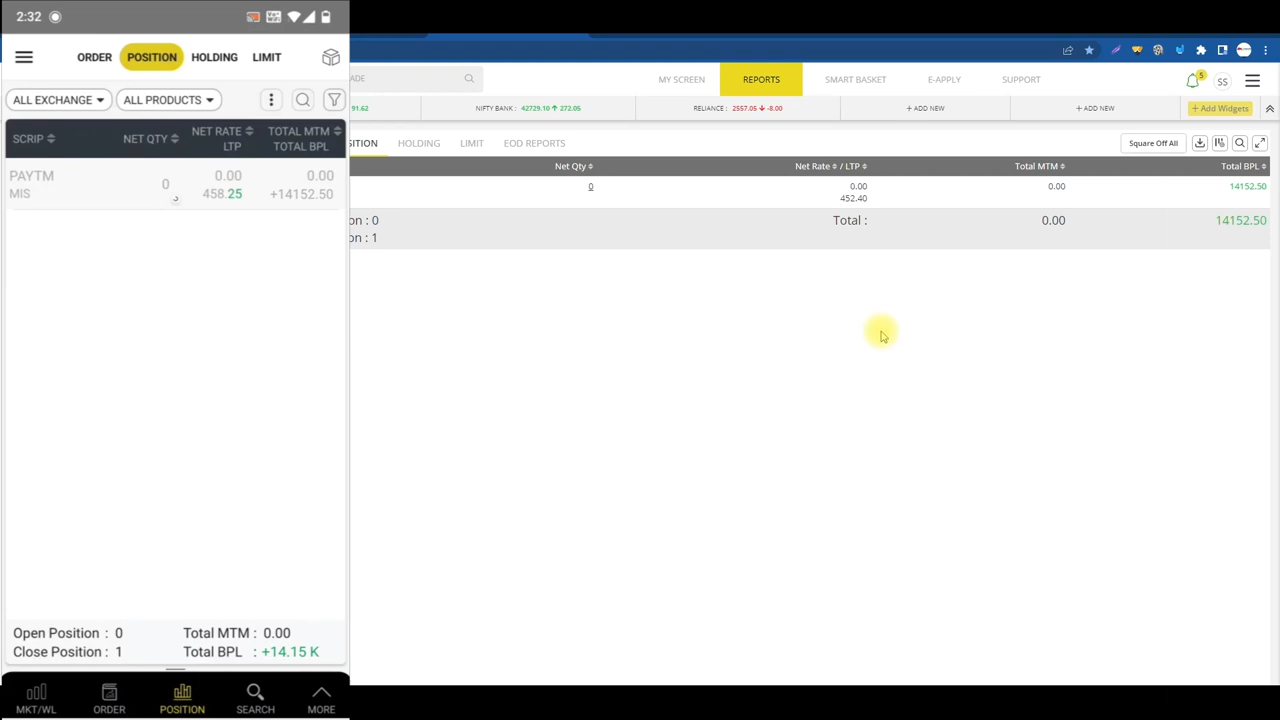 2:32
ORDER POSITION HOLDING LIMIT
ALL EXCHANGE ALL PRODUCTS
SCRIP NET QTY NET RATE TOTAL MTM
LTP TOTAL BPL
PAYTM 0 0.00 0.00
MIS 458.25 +14152.50
Open Position : 0 Total MTM : 0.00
Close Position : 1 Total BPL : +14.15 K
MKT/WL ORDER POSITION SEARCH MORE
ADE MY SCREEN REPORTS SMART BASKET E-APPLY SUPPORT 5 SS
91.62 NIFTY BANK : 42729.10 ↑ 272.05 RELIANCE : 2557.05 ↓ -8.00 + ADD NEW + ADD NEW + Add Widgets
SITION HOLDING LIMIT EOD REPORTS Square Off All
Net Qty Net Rate / LTP Total MTM Total BPL
0 0.00 0.00 14152.50
452.40
on : 0 Total : 0.00 14152.50
on : 1